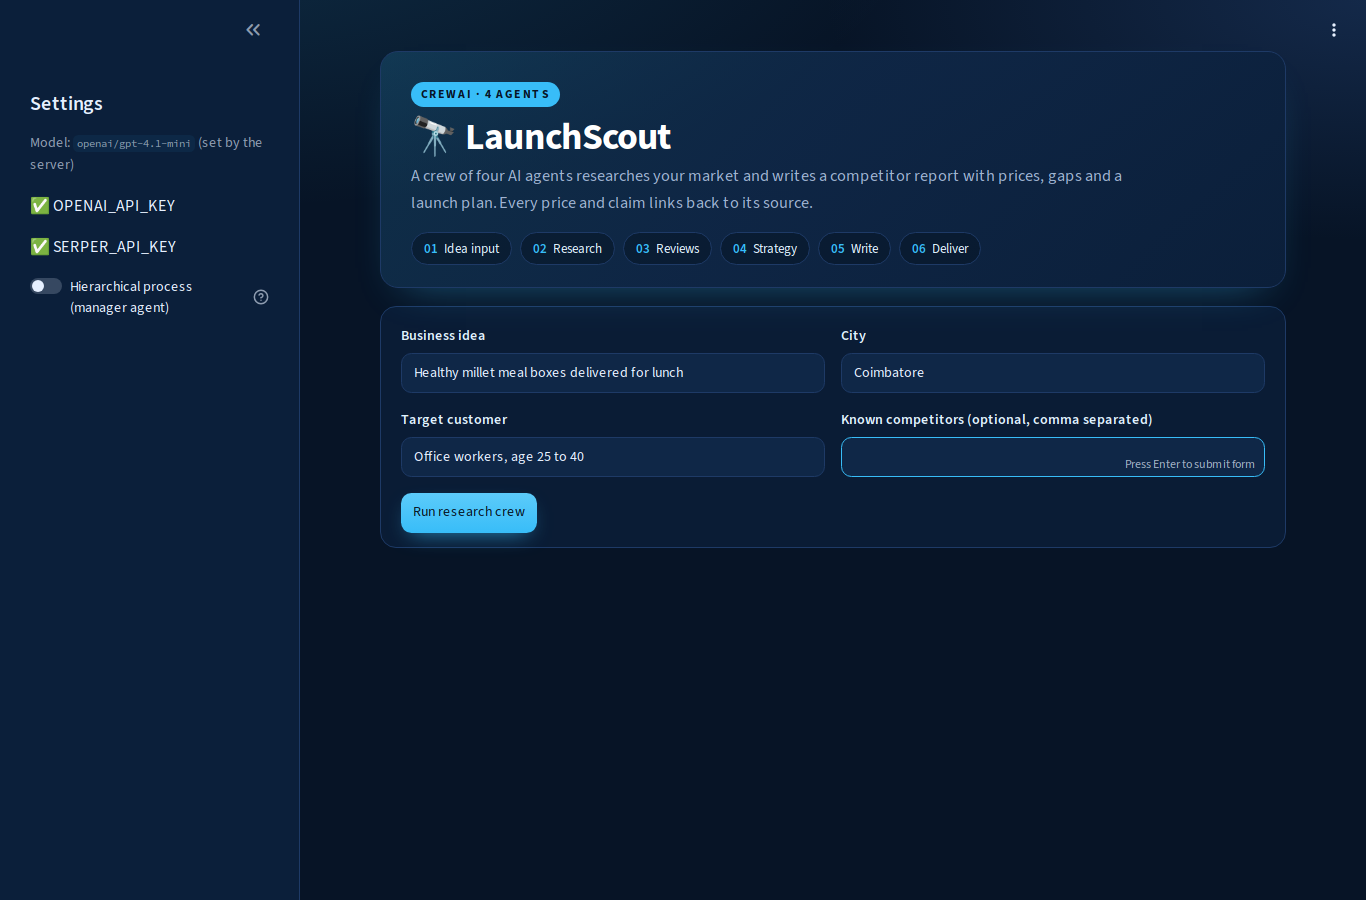 Settings
Model: openai/gpt-4.1-mini (set by the
server)
✅ OPENAI_API_KEY
✅ SERPER_API_KEY
Hierarchical process
(manager agent)
CREWAI · 4 AGENTS
🔭 LaunchScout
A crew of four AI agents researches your market and writes a competitor report with prices, gaps and a
launch plan. Every price and claim links back to its source.
01 Idea input 02 Research 03 Reviews 04 Strategy 05 Write 06 Deliver
Business idea
Healthy millet meal boxes delivered for lunch
City
Coimbatore
Target customer
Office workers, age 25 to 40
Known competitors (optional, comma separated)
Press Enter to submit form
Run research crew